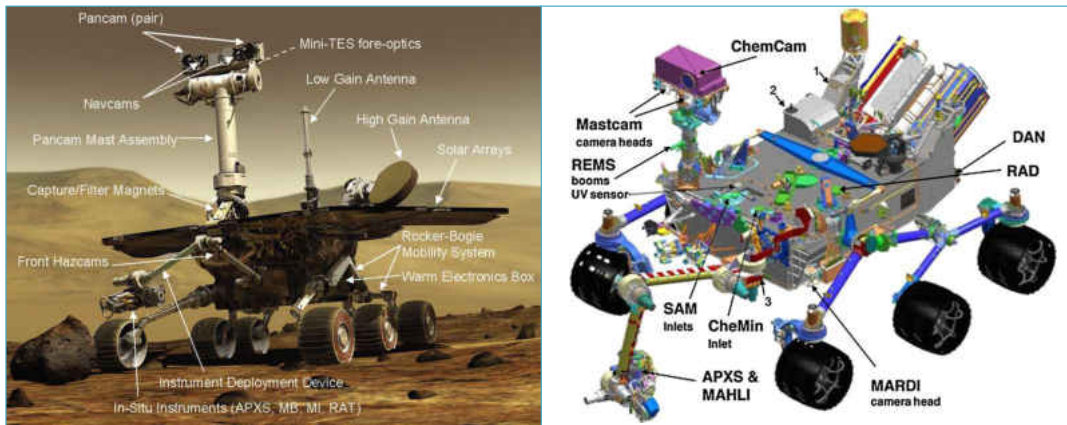 Pancam (pair)
Mini-TES fore-optics
Low Gain Antenna
Navcams
High Gain Antenna
Pancam Mast Assembly
Solar Arrays
Capture/Filter Magnets
Rocker-Bogie
Mobility System
Front Hazcams
Warm Electronics Box
Instrument Deployment Device
In-Situ Instruments (APXS, MB, MI, RAT)
ChemCam
1
2
Mastcam
camera heads
REMS
booms
UV sensor
DAN
RAD
3
SAM
Inlets
CheMin
Inlet
APXS &
MAHLI
MARDI
camera head